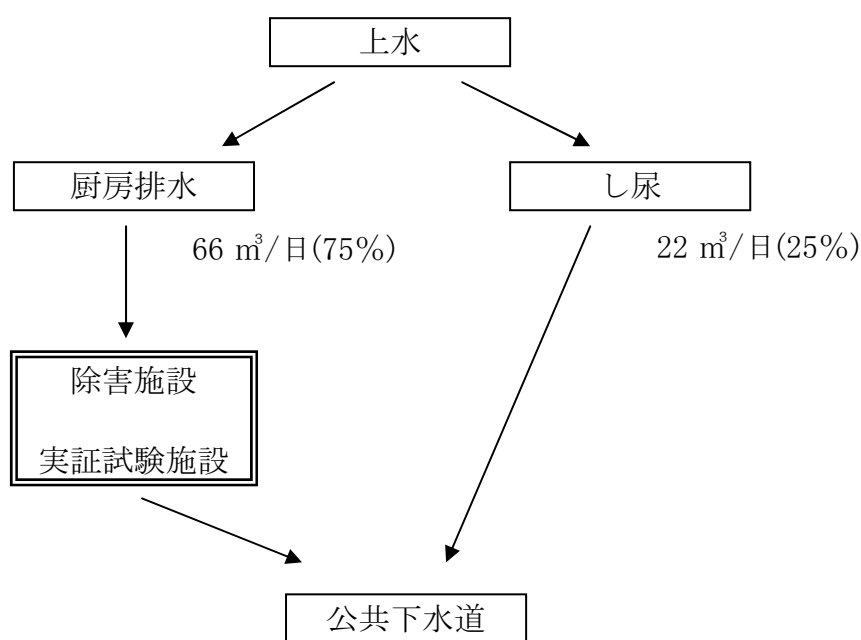 上水
厨房排水
し尿
66 ㎥/日(75%)
22 ㎥/日(25%)
除害施設
実証試験施設
公共下水道